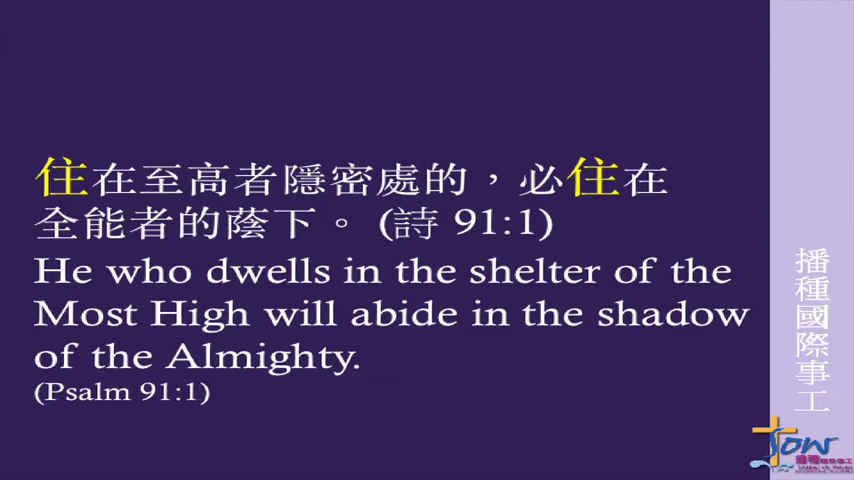 住在至高者隱密處的，必住在
全能者的蔭下。(詩 91:1)
He who dwells in the shelter of the
Most High will abide in the shadow
of the Almighty.
(Psalm 91:1)
播種國際事工
Sow